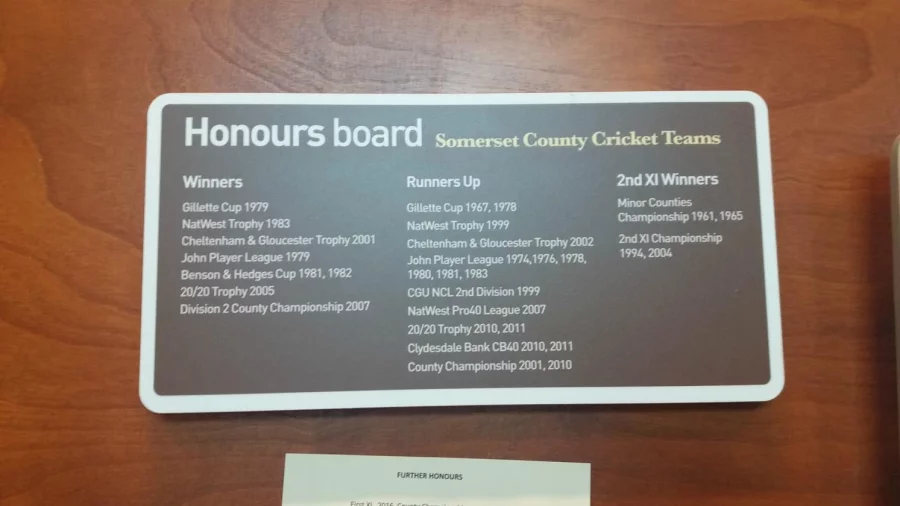 Honours board Somerset County Cricket Teams
Winners
Gillette Cup 1979
NatWest Trophy 1983
Cheltenham & Gloucester Trophy 2001
John Player League 1979
Benson & Hedges Cup 1981, 1982
20/20 Trophy 2005
Division 2 County Championship 2007
Runners Up
Gillette Cup 1967, 1978
NatWest Trophy 1999
Cheltenham & Gloucester Trophy 2002
John Player League 1974,1976, 1978,
1980, 1981, 1983
CGU NCL 2nd Division 1999
NatWest Pro40 League 2007
20/20 Trophy 2010, 2011
Clydesdale Bank CB40 2010, 2011
County Championship 2001, 2010
2nd XI Winners
Minor Counties
Championship 1961, 1965
2nd XI Championship
1994, 2004
FURTHER HONOURS
First XI 2016